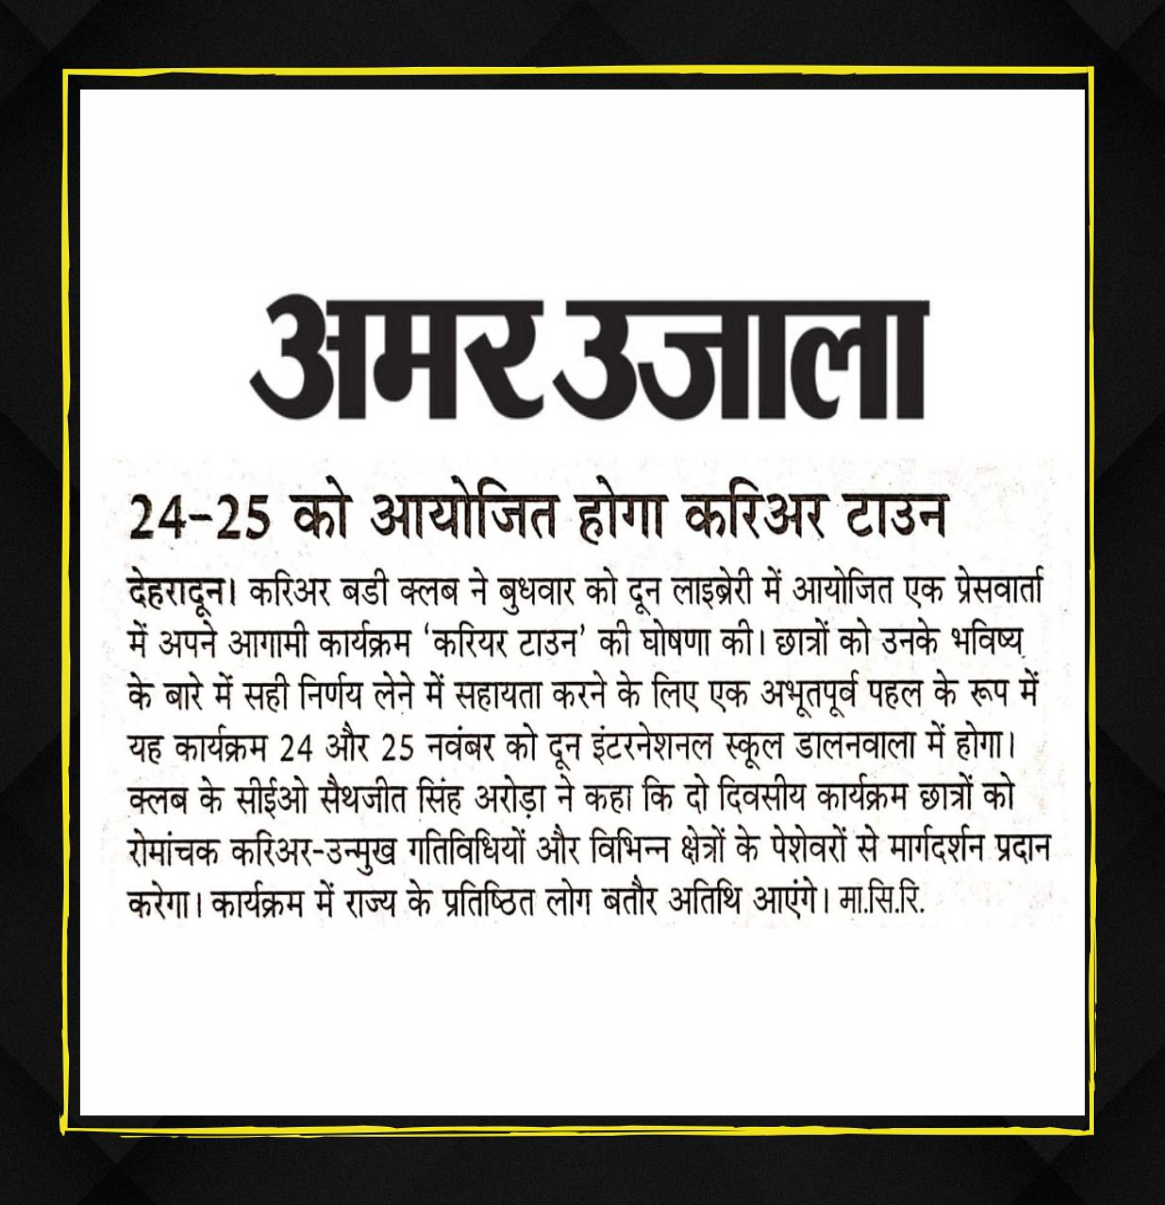 अमर उजाला
24-25 को आयोजित होगा करिअर टाउन
देहरादून। करिअर बडी क्लब ने बुधवार को दून लाइब्रेरी में आयोजित एक प्रेसवार्ता
में अपने आगामी कार्यक्रम ‘करियर टाउन’ की घोषणा की। छात्रों को उनके भविष्य
के बारे में सही निर्णय लेने में सहायता करने के लिए एक अभूतपूर्व पहल के रूप में
यह कार्यक्रम 24 और 25 नवंबर को दून इंटरनेशनल स्कूल डालनवाला में होगा।
क्लब के सीईओ सैथजीत सिंह अरोड़ा ने कहा कि दो दिवसीय कार्यक्रम छात्रों को
रोमांचक करिअर-उन्मुख गतिविधियों और विभिन्न क्षेत्रों के पेशेवरों से मार्गदर्शन प्रदान
करेगा। कार्यक्रम में राज्य के प्रतिष्ठित लोग बतौर अतिथि आएंगे। मा.सि.रि.